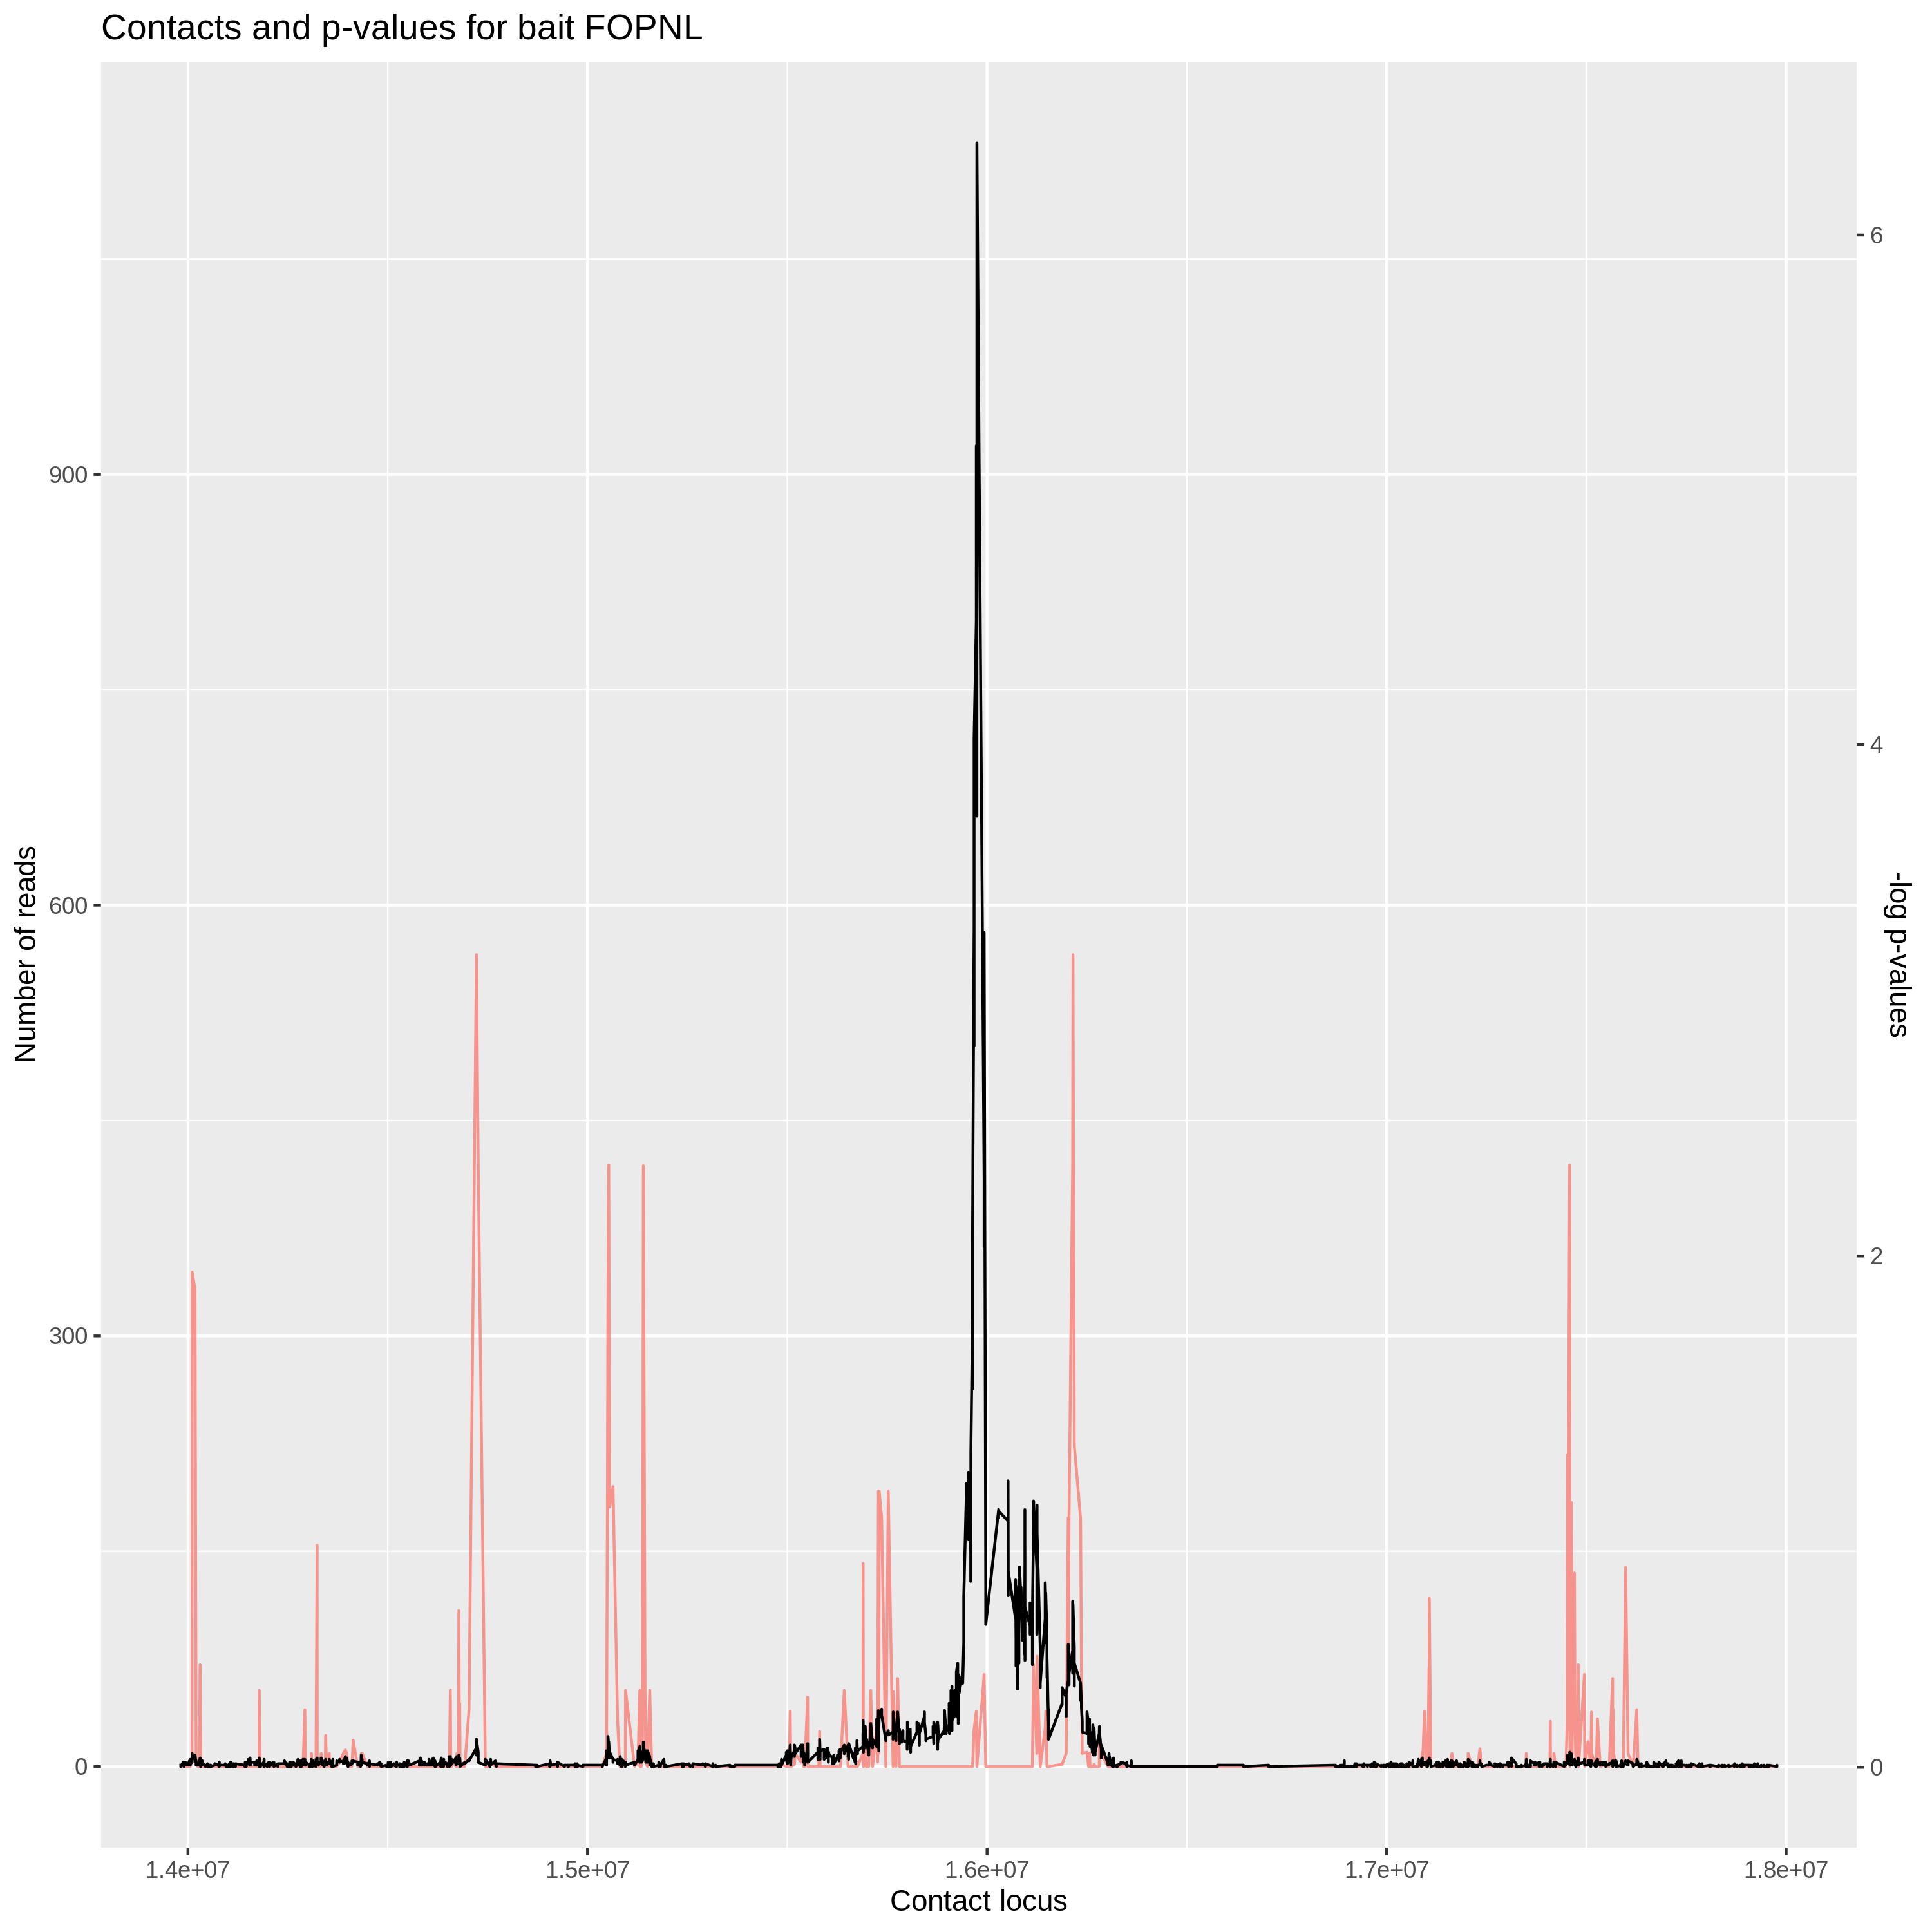 Contacts and p-values for bait FOPNL
Number of reads
900
600
300
0
6
4
2
0
-log p-values
1.4e+07
1.5e+07
1.6e+07
1.7e+07
1.8e+07
Contact locus